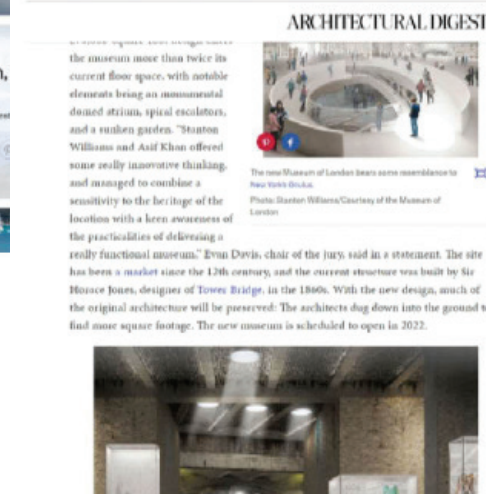 ARCHITECTURAL DIGEST
the museum more than twice its
current floor space, with notable
elements being an monumental
domed atrium, spiral escalators,
and a sunken garden. "Stanton
Williams and Asif Khan offered
some really innovative thinking,
and managed to combine a
sensitivity to the heritage of the
location with a keen awareness of
the practicalities of delivering a
The new Museum of London bears some resemblance to
New York's Oculus.
Photo: Stanton Williams/Courtesy of the Museum of
London
really functional museum," Evan Davis, chair of the jury, said in a statement. The site
has been a market since the 12th century, and the current structure was built by Sir
Horace Jones, designer of Tower Bridge, in the 1860s. With the new design, much of
the original architecture will be preserved: The architects dug down into the ground t
find more square footage. The new museum is scheduled to open in 2022.